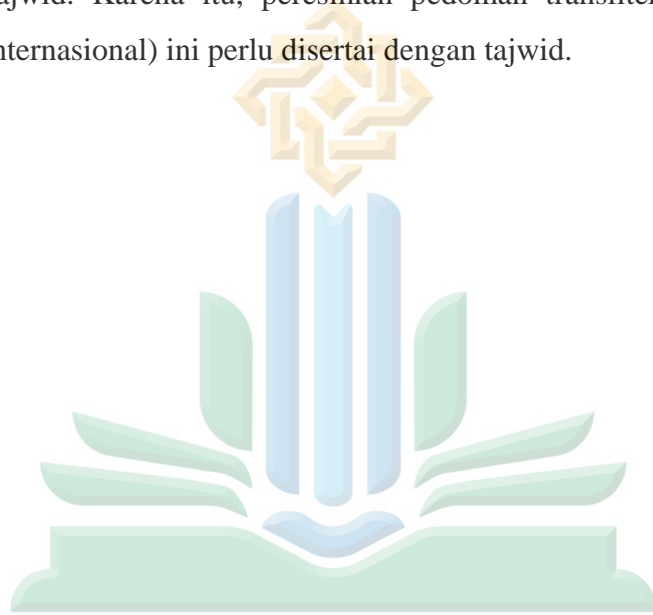 ajwid. Karena itu, peresmian pedoman transliter
nternasional) ini perlu disertai dengan tajwid.